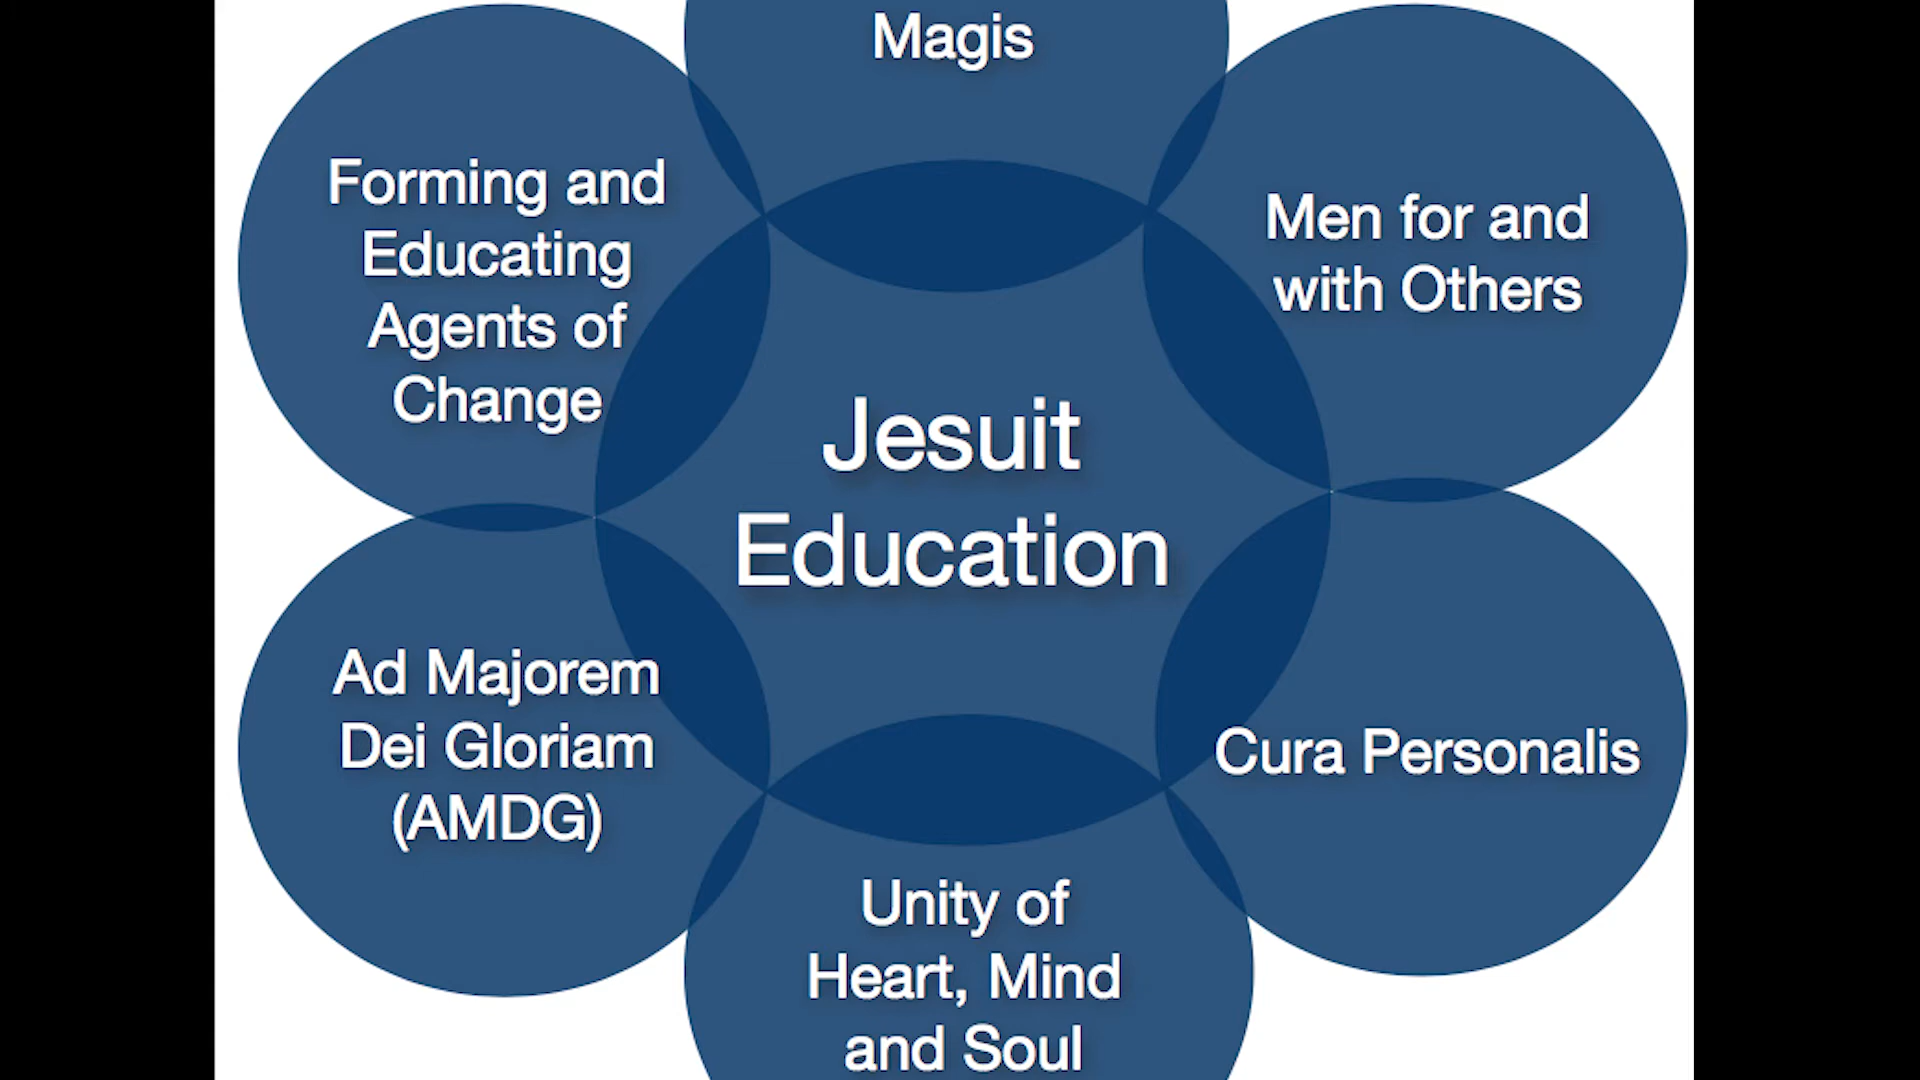 Magis
Forming and
Educating
Agents of
Change
Men for and
with Others
Jesuit
Education
Ad Majorem
Dei Gloriam
(AMDG)
Cura Personalis
Unity of
Heart, Mind
and Soul